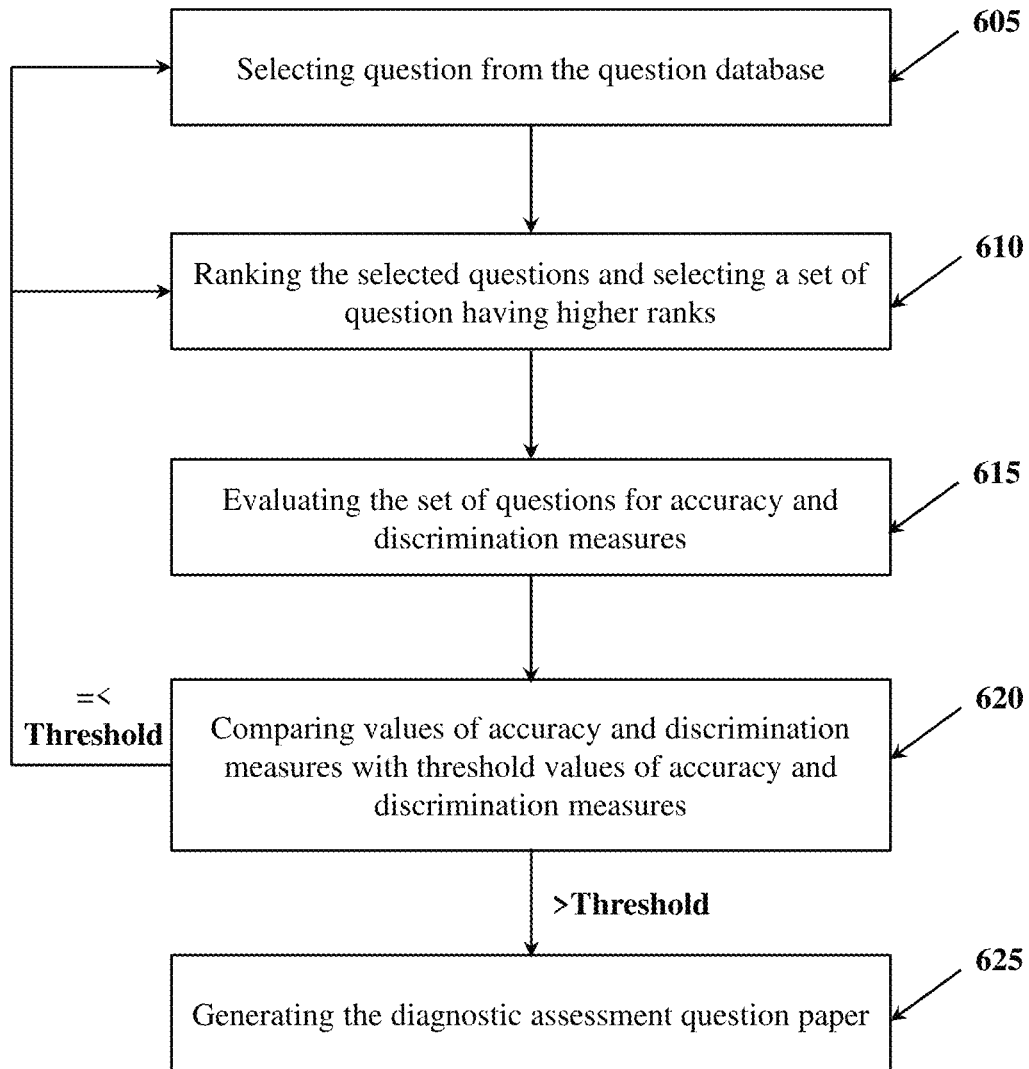 605
Selecting question from the question database
610
Ranking the selected questions and selecting a set of
question having higher ranks
615
Evaluating the set of questions for accuracy and
discrimination measures
=<
Threshold
620
Comparing values of accuracy and discrimination
measures with threshold values of accuracy and
discrimination measures
>Threshold
625
Generating the diagnostic assessment question paper